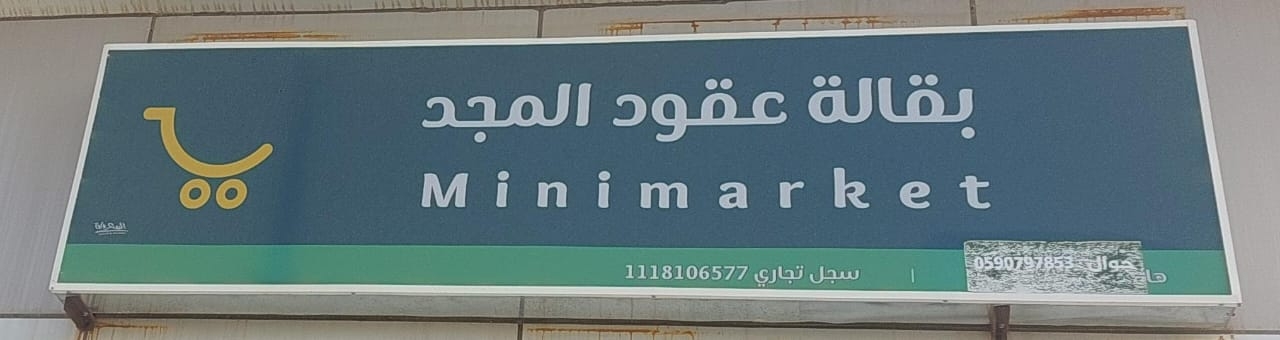 بقالة عقود المجد
Minimarket
جوال 0590797853 | سجل تجاري 1118106577